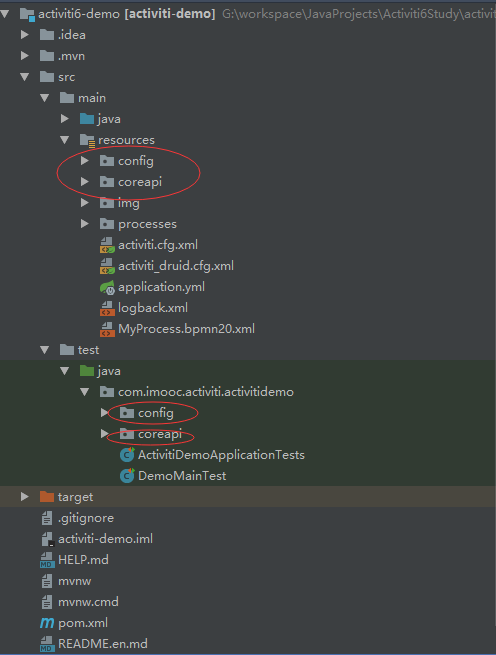 activiti6-demo [activiti-demo] G:\workspace\JavaProjects\Activiti6Study\activit
.idea
.mvn
src
main
java
resources
config
coreapi
img
processes
activiti.cfg.xml
activiti_druid.cfg.xml
application.yml
logback.xml
MyProcess.bpmn20.xml
test
java
com.imooc.activiti.activitidemo
config
coreapi
ActivitiDemoApplicationTests
DemoMainTest
target
.gitignore
activiti-demo.iml
HELP.md
mvnw
mvnw.cmd
pom.xml
README.en.md